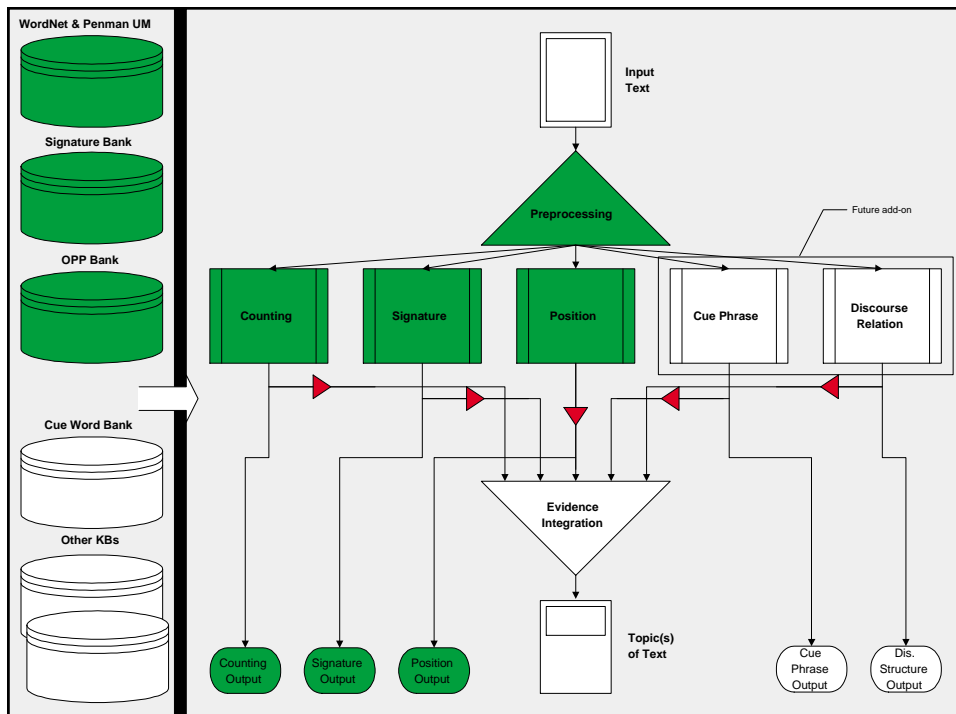 WordNet & Penman UM
Signature Bank
OPP Bank
Cue Word Bank
Other KBs
Input
Text
Preprocessing
Future add-on
Counting
Signature
Position
Cue Phrase
Discourse
Relation
Evidence
Integration
Topic(s)
of Text
Counting
Output
Signature
Output
Position
Output
Cue
Phrase
Output
Dis.
Structure
Output